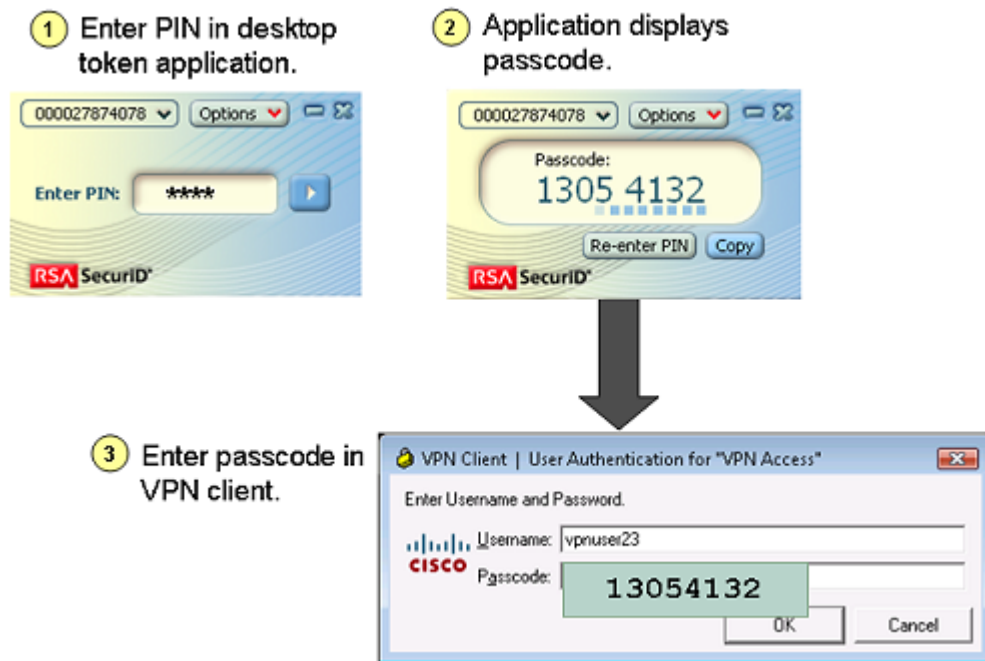 1 Enter PIN in desktop
token application.
000027874078 Options
Enter PIN: ****
RSA SecurID
2 Application displays
passcode.
000027874078 Options
Passcode:
1305 4132
Re-enter PIN Copy
RSA SecurID
3 Enter passcode in
VPN client.
VPN Client | User Authentication for "VPN Access"
Enter Username and Password.
CISCO
Username: vpnuser23
Passcode: 13054132
OK Cancel